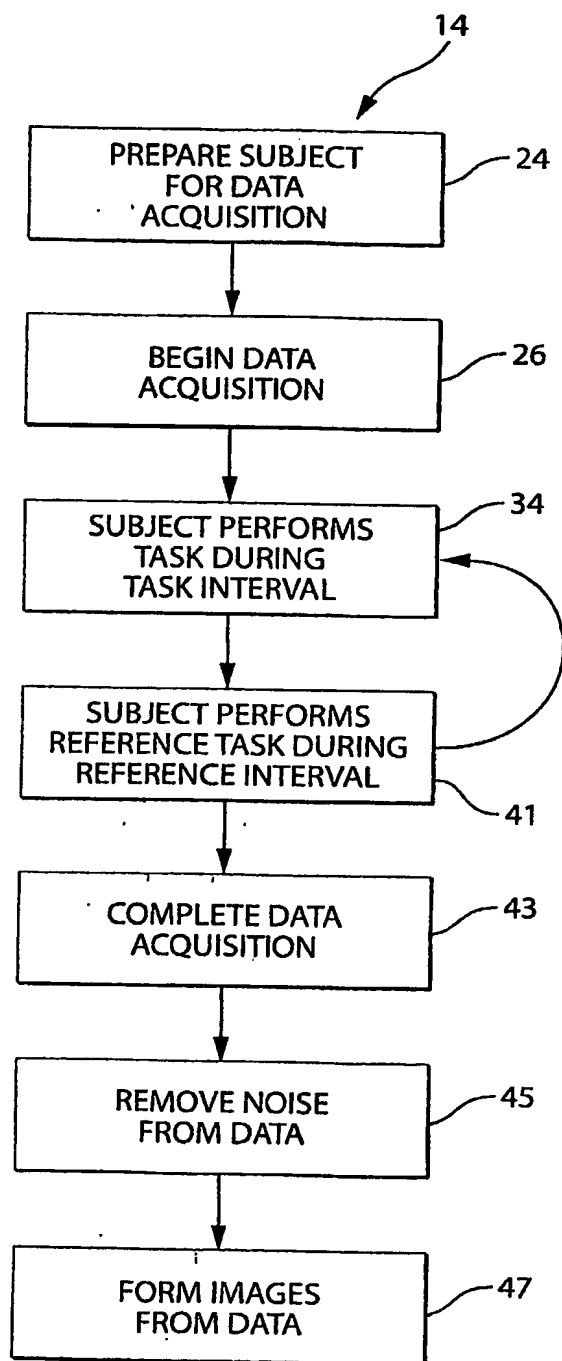 14
PREPARE SUBJECT
FOR DATA
ACQUISITION
24
BEGIN DATA
ACQUISITION
26
SUBJECT PERFORMS
TASK DURING
TASK INTERVAL
34
SUBJECT PERFORMS
REFERENCE TASK DURING
REFERENCE INTERVAL
41
COMPLETE DATA
ACQUISITION
43
REMOVE NOISE
FROM DATA
45
FORM IMAGES
FROM DATA
47